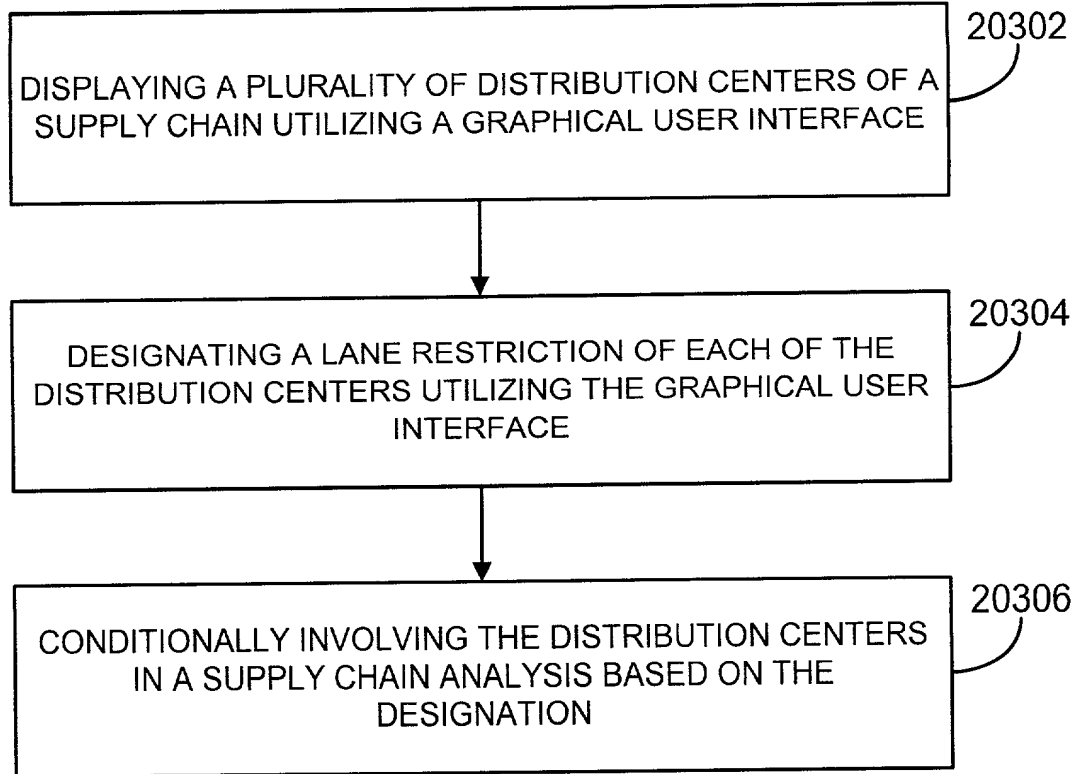 20302
DISPLAYING A PLURALITY OF DISTRIBUTION CENTERS OF A
SUPPLY CHAIN UTILIZING A GRAPHICAL USER INTERFACE
20304
DESIGNATING A LANE RESTRICTION OF EACH OF THE
DISTRIBUTION CENTERS UTILIZING THE GRAPHICAL USER
INTERFACE
20306
CONDITIONALLY INVOLVING THE DISTRIBUTION CENTERS
IN A SUPPLY CHAIN ANALYSIS BASED ON THE
DESIGNATION